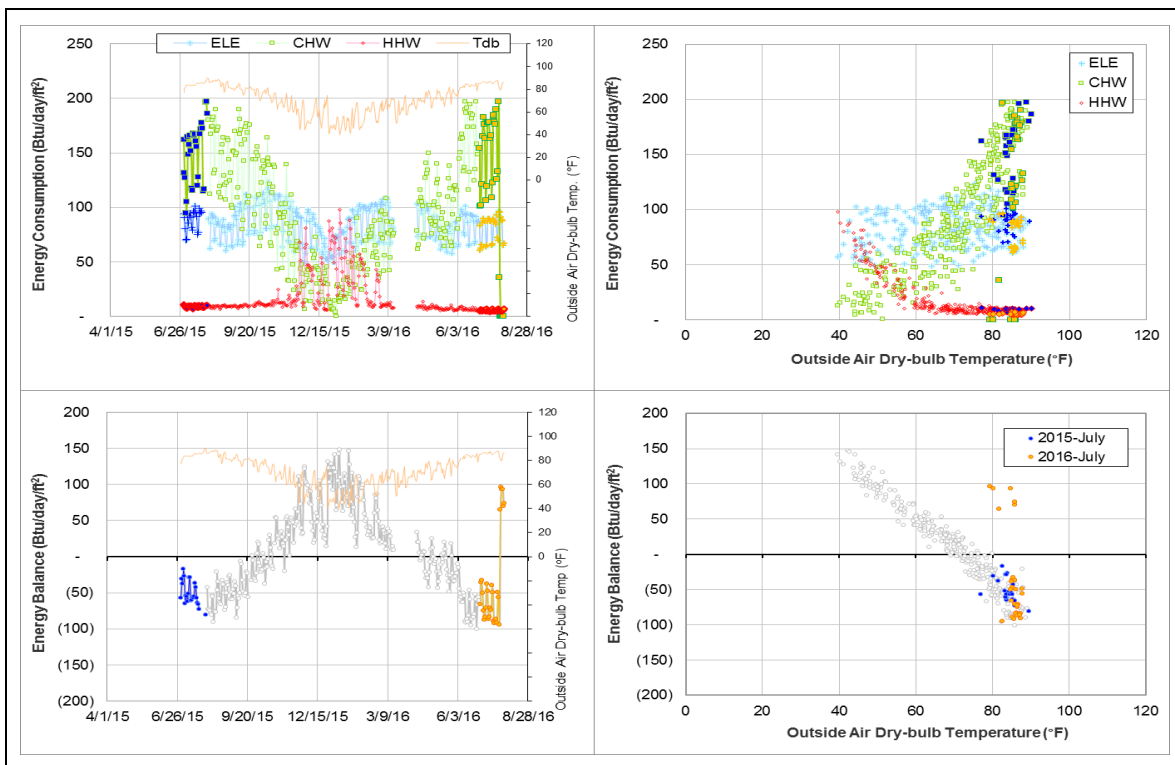 ELE CHW HHW Tdb
250
200
150
100
50
-
120
100
80
60
40
20
0
Energy Consumption (Btu/day/ft²)
Outside Air Dry-bulb Temp. (°F)
4/1/15 6/26/15 9/20/15 12/15/15 3/9/16 6/3/16 8/28/16
250
200
150
100
50
-
Energy Consumption (Btu/day/ft²)
ELE
CHW
HHW
0 20 40 60 80 100 120
Outside Air Dry-bulb Temperature (°F)
200
150
100
50
-
(50)
(100)
(150)
(200)
120
100
80
60
40
20
0
Energy Balance (Btu/day/ft²)
Outside Air Dry-bulb Temp (°F)
4/1/15 6/26/15 9/20/15 12/15/15 3/9/16 6/3/16 8/28/16
200
150
100
50
-
(50)
(100)
(150)
(200)
Energy Balance (Btu/day/ft²)
2015-July
2016-July
0 20 40 60 80 100 120
Outside Air Dry-bulb Temperature (°F)